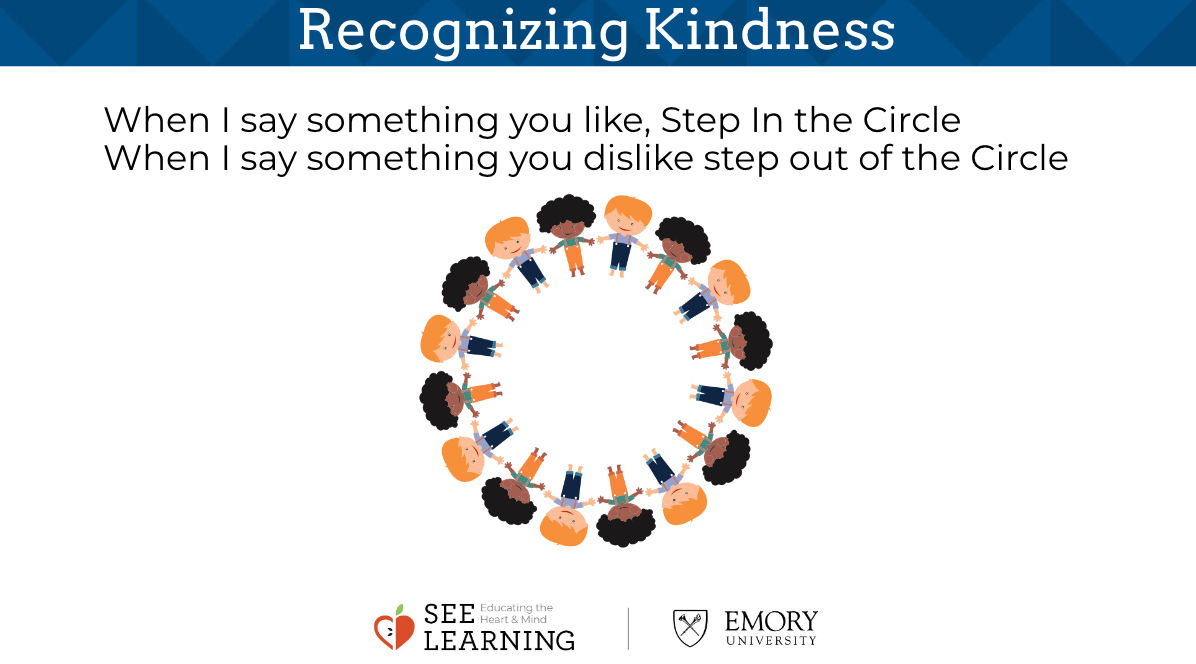 Recognizing Kindness
When I say something you like, Step In the Circle
When I say something you dislike step out of the Circle
SEE Educating the
Heart & Mind
LEARNING
EMORY
UNIVERSITY